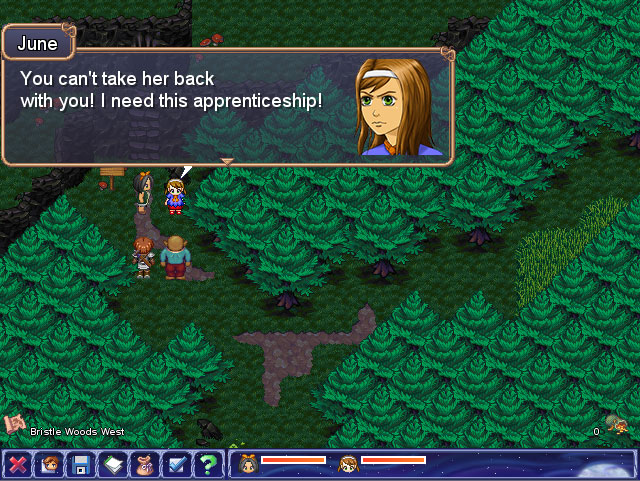 June
You can't take her back
with you! I need this apprenticeship!
Bristle Woods West
0
?